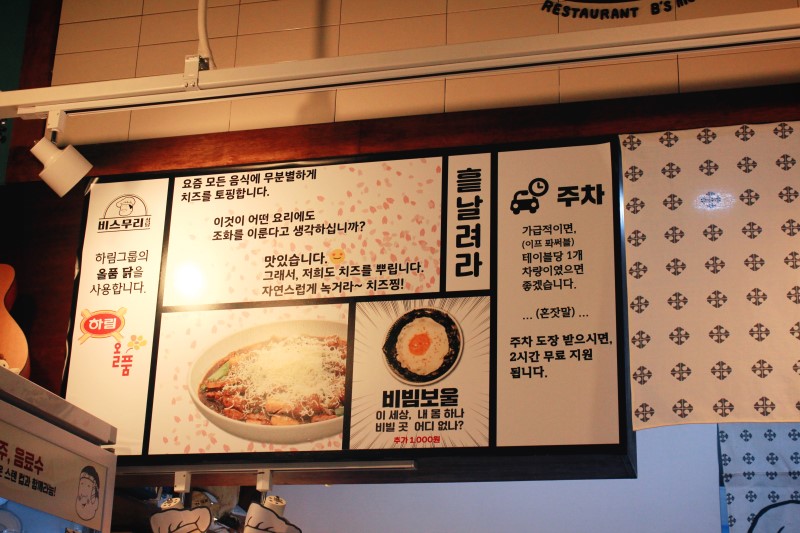 RESTAURANT B'S
비스무리
하림그룹의
올품 닭을
사용합니다.
하림
올품
요즘 모든 음식에 무분별하게
치즈를 토핑합니다.
이것이 어떤 요리에도
조화를 이룬다고 생각하십니까?
맛있습니다.
그래서, 저희도 치즈를 뿌립니다.
자연스럽게 녹거라~ 치즈찡!
흩날려라
비빔보울
이 세상, 내 몸 하나
비빌 곳 어디 없나?
추가 1,000원
주차
가급적이면,
(이프 퐈써블)
테이블당 1개
차량이었으면
좋겠습니다.
... (혼잣말) ...
주차 도장 받으시면,
2시간 무료 지원
됩니다.
주, 음료수